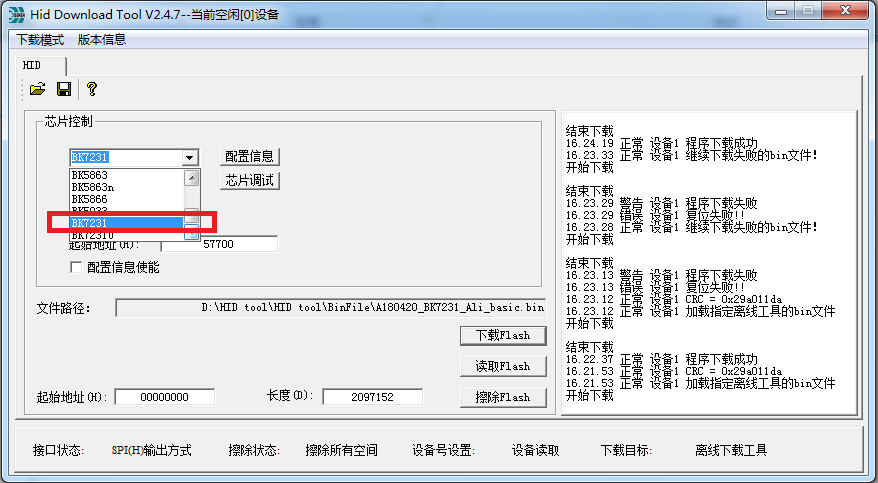 Hid Download Tool V2.4.7--当前空闲[0]设备
下载模式 版本信息
HID
芯片控制
BK7231
配置信息
BK5863
BK5863n
芯片调试
BK5866
BK7231
起始地址(H): 57700
配置信息使能
文件路径: D:\HID tool\HID tool\BinFile\A180420_BK7231_Ali_basic.bin
下载Flash
读取Flash
起始地址(H): 00000000 长度(D): 2097152 擦除Flash
结束下载
16.24.19 正常 设备1 程序下载成功
16.23.33 正常 设备1 继续下载失败的bin文件!
开始下载
结束下载
16.23.29 警告 设备1 程序下载失败
16.23.29 错误 设备1 复位失败!!
16.23.28 正常 设备1 继续下载失败的bin文件!
开始下载
结束下载
16.23.13 警告 设备1 程序下载失败
16.23.13 错误 设备1 复位失败!!
16.23.12 正常 设备1 CRC = 0x29a011da
16.23.12 正常 设备1 加载指定离线工具的bin文件
开始下载
结束下载
16.22.37 正常 设备1 程序下载成功
16.21.53 正常 设备1 CRC = 0x29a011da
16.21.53 正常 设备1 加载指定离线工具的bin文件
开始下载
接口状态: SPI(H)输出方式 擦除状态: 擦除所有空间 设备号设置: 设备读取 下载目标: 离线下载工具